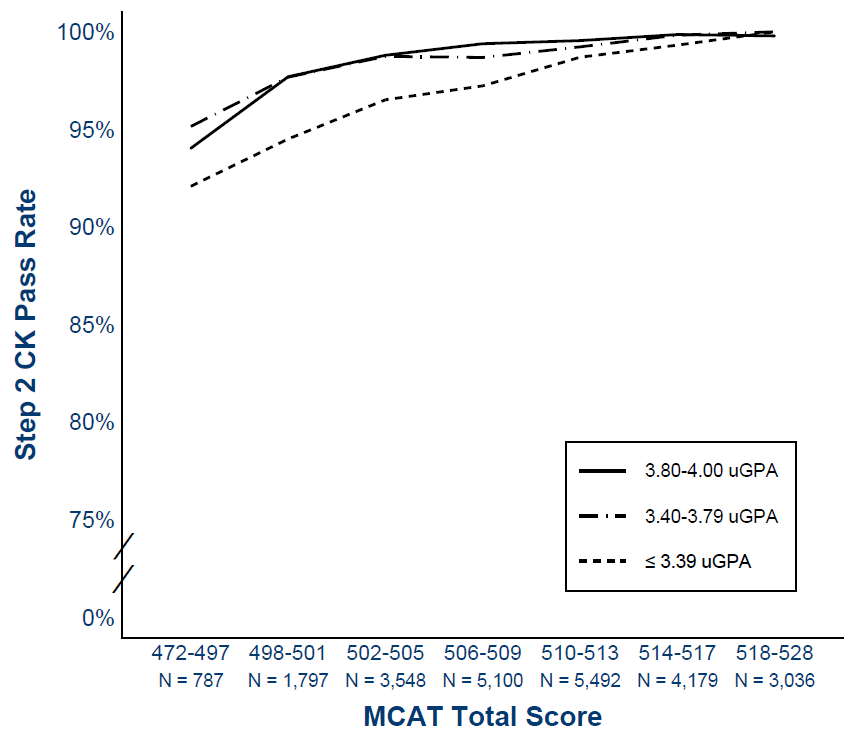 100%
95%
90%
85%
80%
75%
0%
Step 2 CK Pass Rate
3.80-4.00 uGPA
3.40-3.79 uGPA
≤ 3.39 uGPA
472-497 498-501 502-505 506-509 510-513 514-517 518-528
N = 787 N = 1,797 N = 3,548 N = 5,100 N = 5,492 N = 4,179 N = 3,036
MCAT Total Score